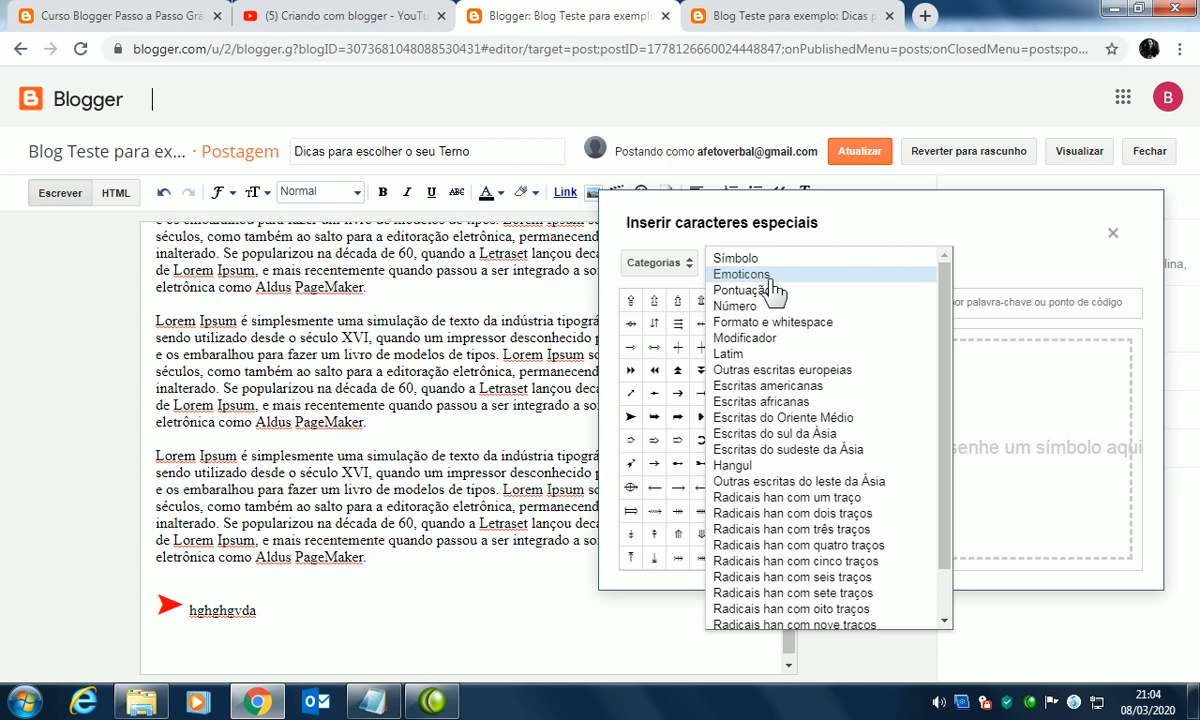 Curso Blogger Passo a Passo Grá
(5) Criando com blogger - YouTu
Blogger: Blog Teste para exempl
Blog Teste para exemplo: Dicas p
blogger.com/u/2/blogger.g?blogID=3073681048088530431#editor/target=post;postID=1778126660024448847;onPublishedMenu=posts;onClosedMenu=posts;po...
Blogger
B
Blog Teste para ex... · Postagem
Dicas para escolher o seu Terno
Postando como afetoverbal@gmail.com
Atualizar
Reverter para rascunho
Visualizar
Fechar
Escrever
HTML
Normal
B I U ABC A Link
e os embaralhou para fazer um livro de modelos de tipos. Lorem Ipsum
séculos, como também ao salto para a editoração eletrônica, permanecend
inalterado. Se popularizou na década de 60, quando a Letraset lançou deca
de Lorem Ipsum, e mais recentemente quando passou a ser integrado a so
eletrônica como Aldus PageMaker.
Lorem Ipsum é simplesmente uma simulação de texto da indústria tipográ
sendo utilizado desde o século XVI, quando um impressor desconhecido p
e os embaralhou para fazer um livro de modelos de tipos. Lorem Ipsum so
séculos, como também ao salto para a editoração eletrônica, permanecend
inalterado. Se popularizou na década de 60, quando a Letraset lançou deca
de Lorem Ipsum, e mais recentemente quando passou a ser integrado a so
eletrônica como Aldus PageMaker.
Lorem Ipsum é simplesmente uma simulação de texto da indústria tipográ
sendo utilizado desde o século XVI, quando um impressor desconhecido p
e os embaralhou para fazer um livro de modelos de tipos. Lorem Ipsum so
séculos, como também ao salto para a editoração eletrônica, permanecend
inalterado. Se popularizou na década de 60, quando a Letraset lançou deca
de Lorem Ipsum, e mais recentemente quando passou a ser integrado a so
eletrônica como Aldus PageMaker.
hghghgvda
Inserir caracteres especiais
Categorias
Símbolo
Emoticons
Pontuação
Número
Formato e whitespace
Modificador
Latim
Outras escritas europeias
Escritas americanas
Escritas africanas
Escritas do Oriente Médio
Escritas do sul da Ásia
Escritas do sudeste da Ásia
Hangul
Outras escritas do leste da Ásia
Radicais han com um traço
Radicais han com dois traços
Radicais han com três traços
Radicais han com quatro traços
Radicais han com cinco traços
Radicais han com seis traços
Radicais han com sete traços
Radicais han com oito traços
Radicais han com nove traços
por palavra-chave ou ponto de código
senhe um símbolo aqui
lina,
21:04
08/03/2020